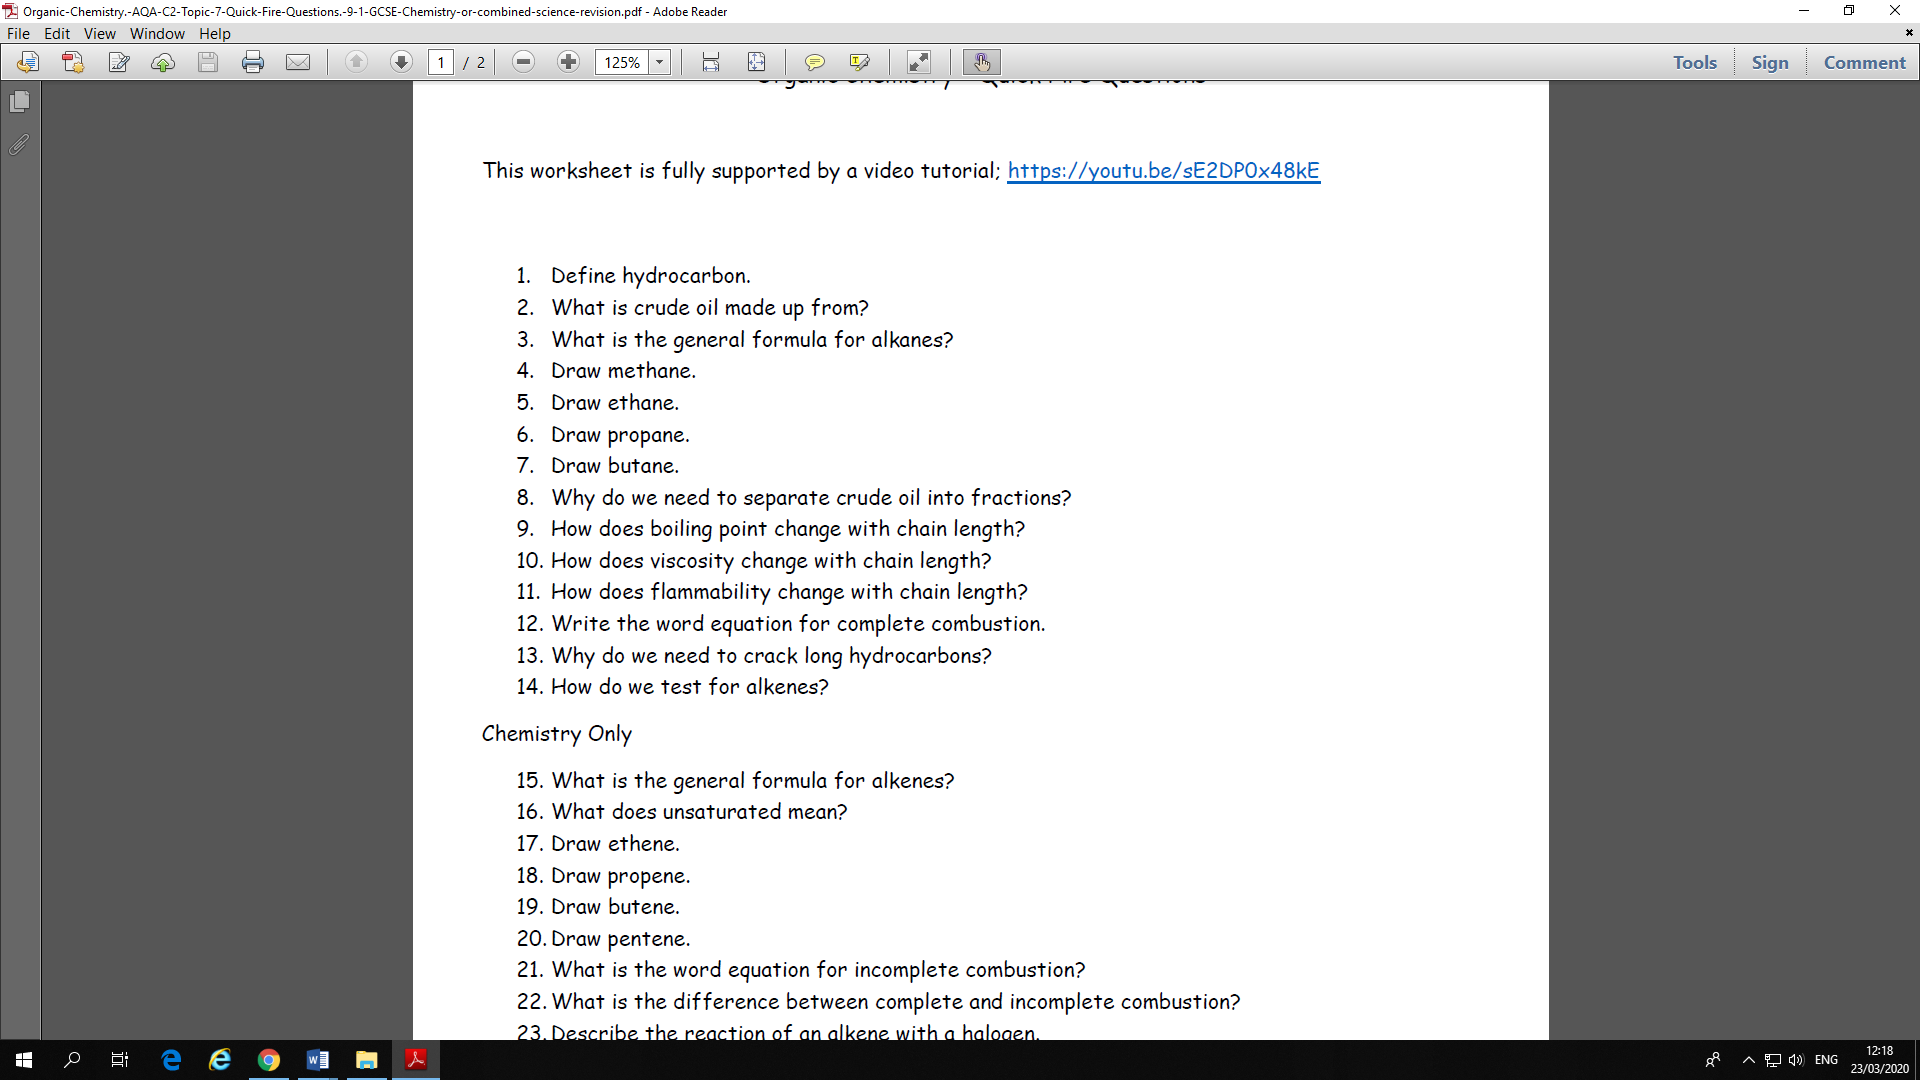 Organic-Chemistry.-AQA-C2-Topic-7-Quick-Fire-Questions.-9-1-GCSE-Chemistry-or-combined-science-revision.pdf - Adobe Reader
File Edit View Window Help
1 / 2 125% Tools Sign Comment
Organic Chemistry – Quick Fire Questions
This worksheet is fully supported by a video tutorial; https://youtu.be/sE2DP0x48kE
1. Define hydrocarbon.
2. What is crude oil made up from?
3. What is the general formula for alkanes?
4. Draw methane.
5. Draw ethane.
6. Draw propane.
7. Draw butane.
8. Why do we need to separate crude oil into fractions?
9. How does boiling point change with chain length?
10. How does viscosity change with chain length?
11. How does flammability change with chain length?
12. Write the word equation for complete combustion.
13. Why do we need to crack long hydrocarbons?
14. How do we test for alkenes?
Chemistry Only
15. What is the general formula for alkenes?
16. What does unsaturated mean?
17. Draw ethene.
18. Draw propene.
19. Draw butene.
20. Draw pentene.
21. What is the word equation for incomplete combustion?
22. What is the difference between complete and incomplete combustion?
23. Describe the reaction of an alkene with a halogen.
ENG
12:18
23/03/2020